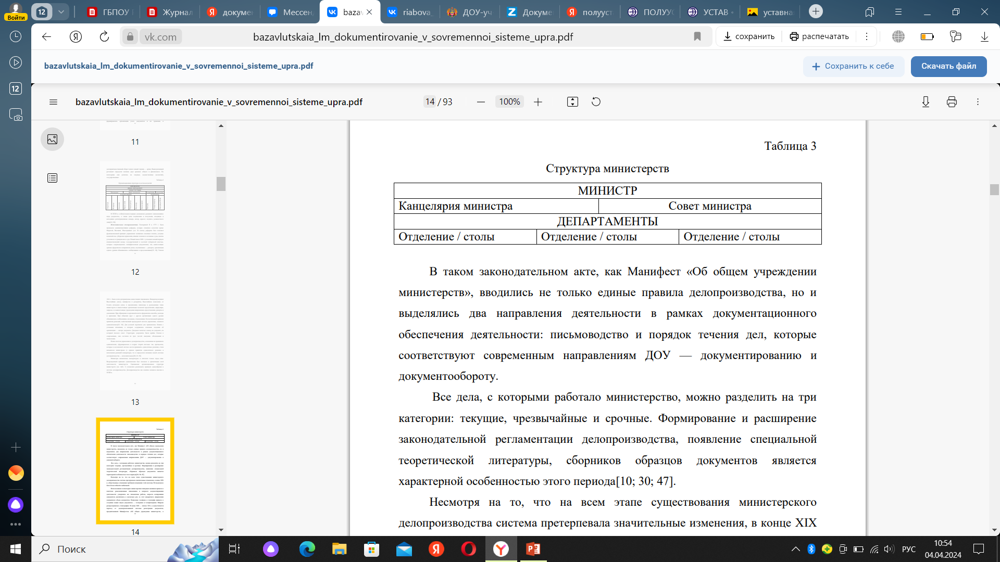 Войти
12
ГБПОУ
Журнал
докумен
Мессен
bazav
riabova_
ДОУ-уч
Докуме
полуус
ПОЛУУС
УСТАВ
уставна
vk.com
bazavlutskaia_lm_dokumentirovanie_v_sovremennoi_sisteme_upra.pdf
сохранить
распечатать
12
bazavlutskaia_lm_dokumentirovanie_v_sovremennoi_sisteme_upra.pdf
Сохранить к себе
Скачать файл
bazavlutskaia_lm_dokumentirovanie_v_sovremennoi_sisteme_upra.pdf
14 / 93
100%
11
12
13
14
Таблица 3
Структура министерств
МИНИСТР
Канцелярия министра Совет министра
ДЕПАРТАМЕНТЫ
Отделение / столы Отделение / столы Отделение / столы
В таком законодательном акте, как Манифест «Об общем учреждении
министерств», вводились не только единые правила делопроизводства, но и
выделялись два направления деятельности в рамках документационного
обеспечения деятельности: письмоводство и порядок течения дел, которые
соответствуют современным направлениям ДОУ — документированию и
документообороту.
Все дела, с которыми работало министерство, можно разделить на три
категории: текущие, чрезвычайные и срочные. Формирование и расширение
законодательной регламентации делопроизводства, появление специальной
теоретической литературы, сборников образцов документов является
характерной особенностью этого периода[10; 30; 47].
Несмотря на то, что на всем этапе существования министерского
делопроизводства система претерпевала значительные изменения, в конце XIX
Поиск
РУС
10:54
04.04.2024